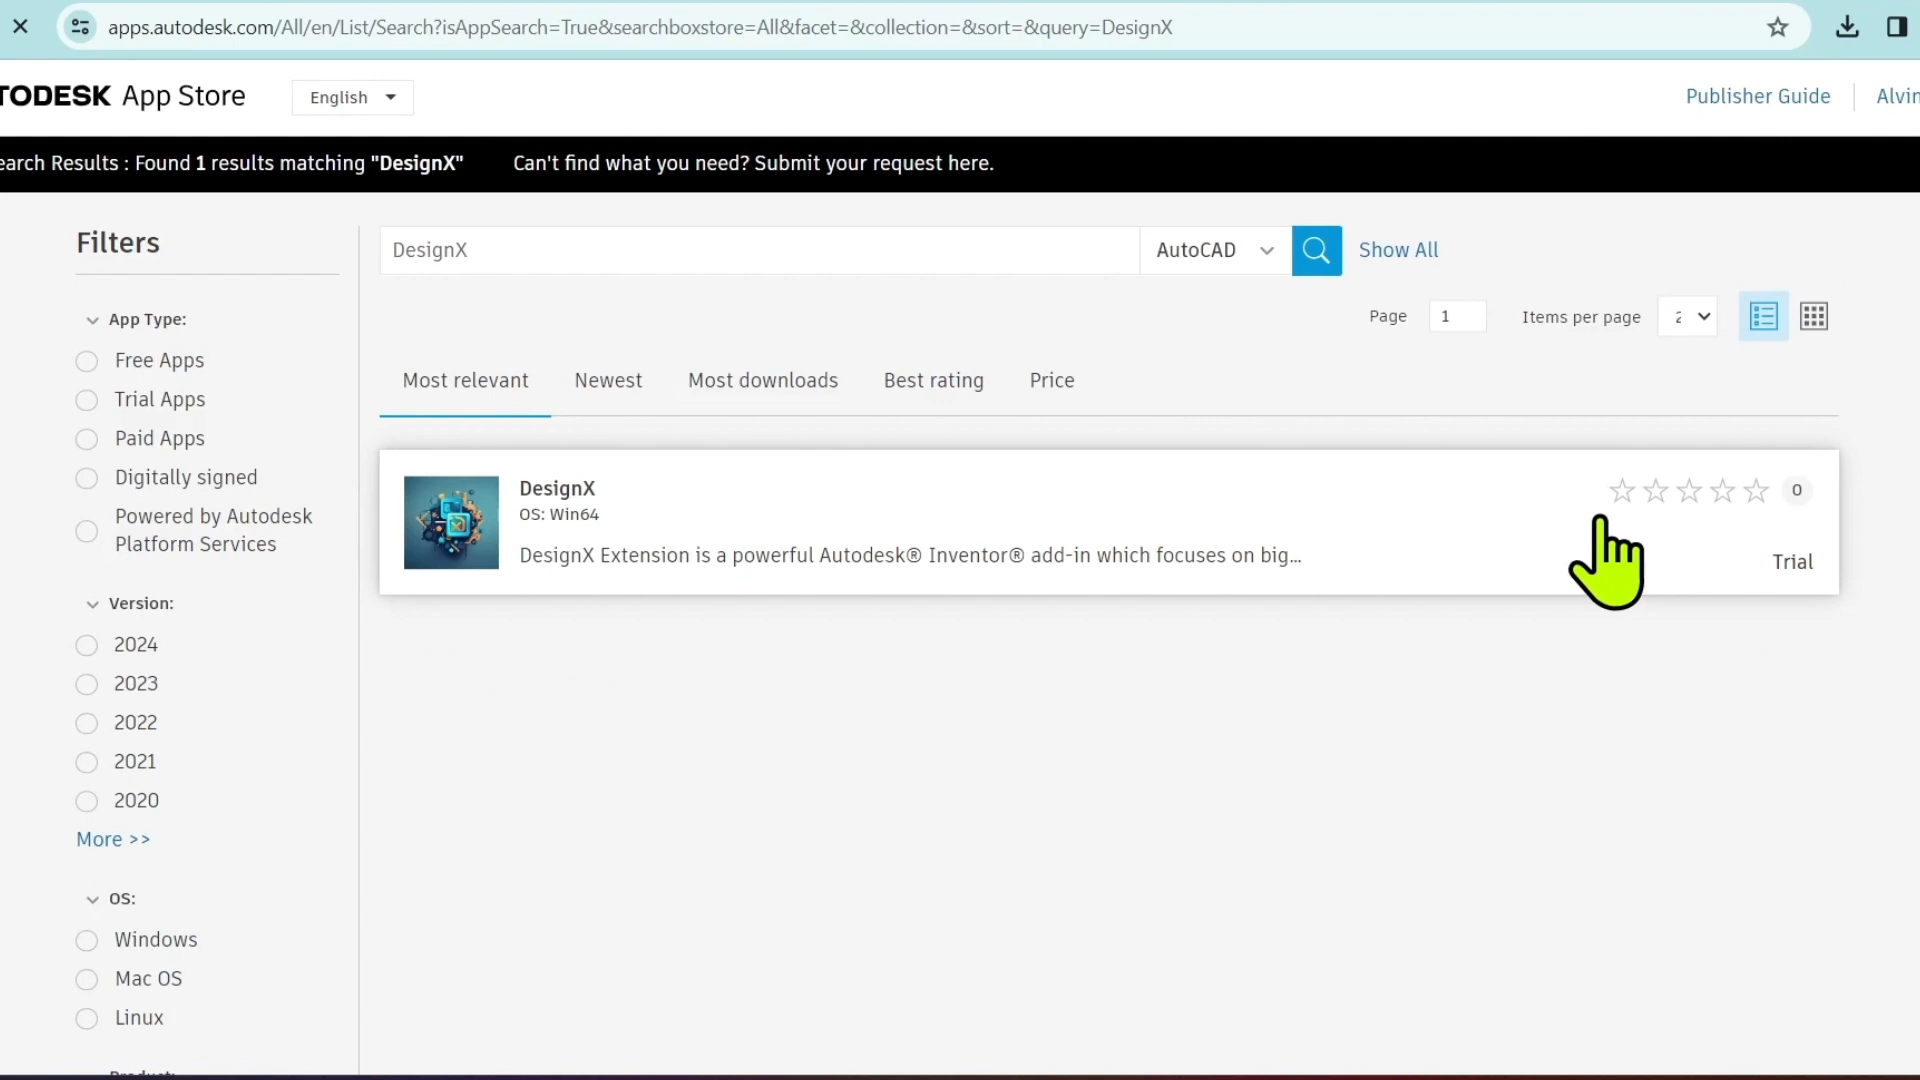 apps.autodesk.com/All/en/List/Search?isAppSearch=True&searchboxstore=All&facet=&collection=&sort=&query=DesignX
TODESK App Store
English
Publisher Guide
Alvin
earch Results : Found 1 results matching "DesignX"
Can't find what you need? Submit your request here.
Filters
DesignX
AutoCAD
Show All
Page 1
Items per page 2
App Type:
Free Apps
Trial Apps
Paid Apps
Digitally signed
Powered by Autodesk
Platform Services
Version:
2024
2023
2022
2021
2020
More >>
OS:
Windows
Mac OS
Linux
Most relevant
Newest
Most downloads
Best rating
Price
DesignX
OS: Win64
DesignX Extension is a powerful Autodesk® Inventor® add-in which focuses on big...
0
Trial